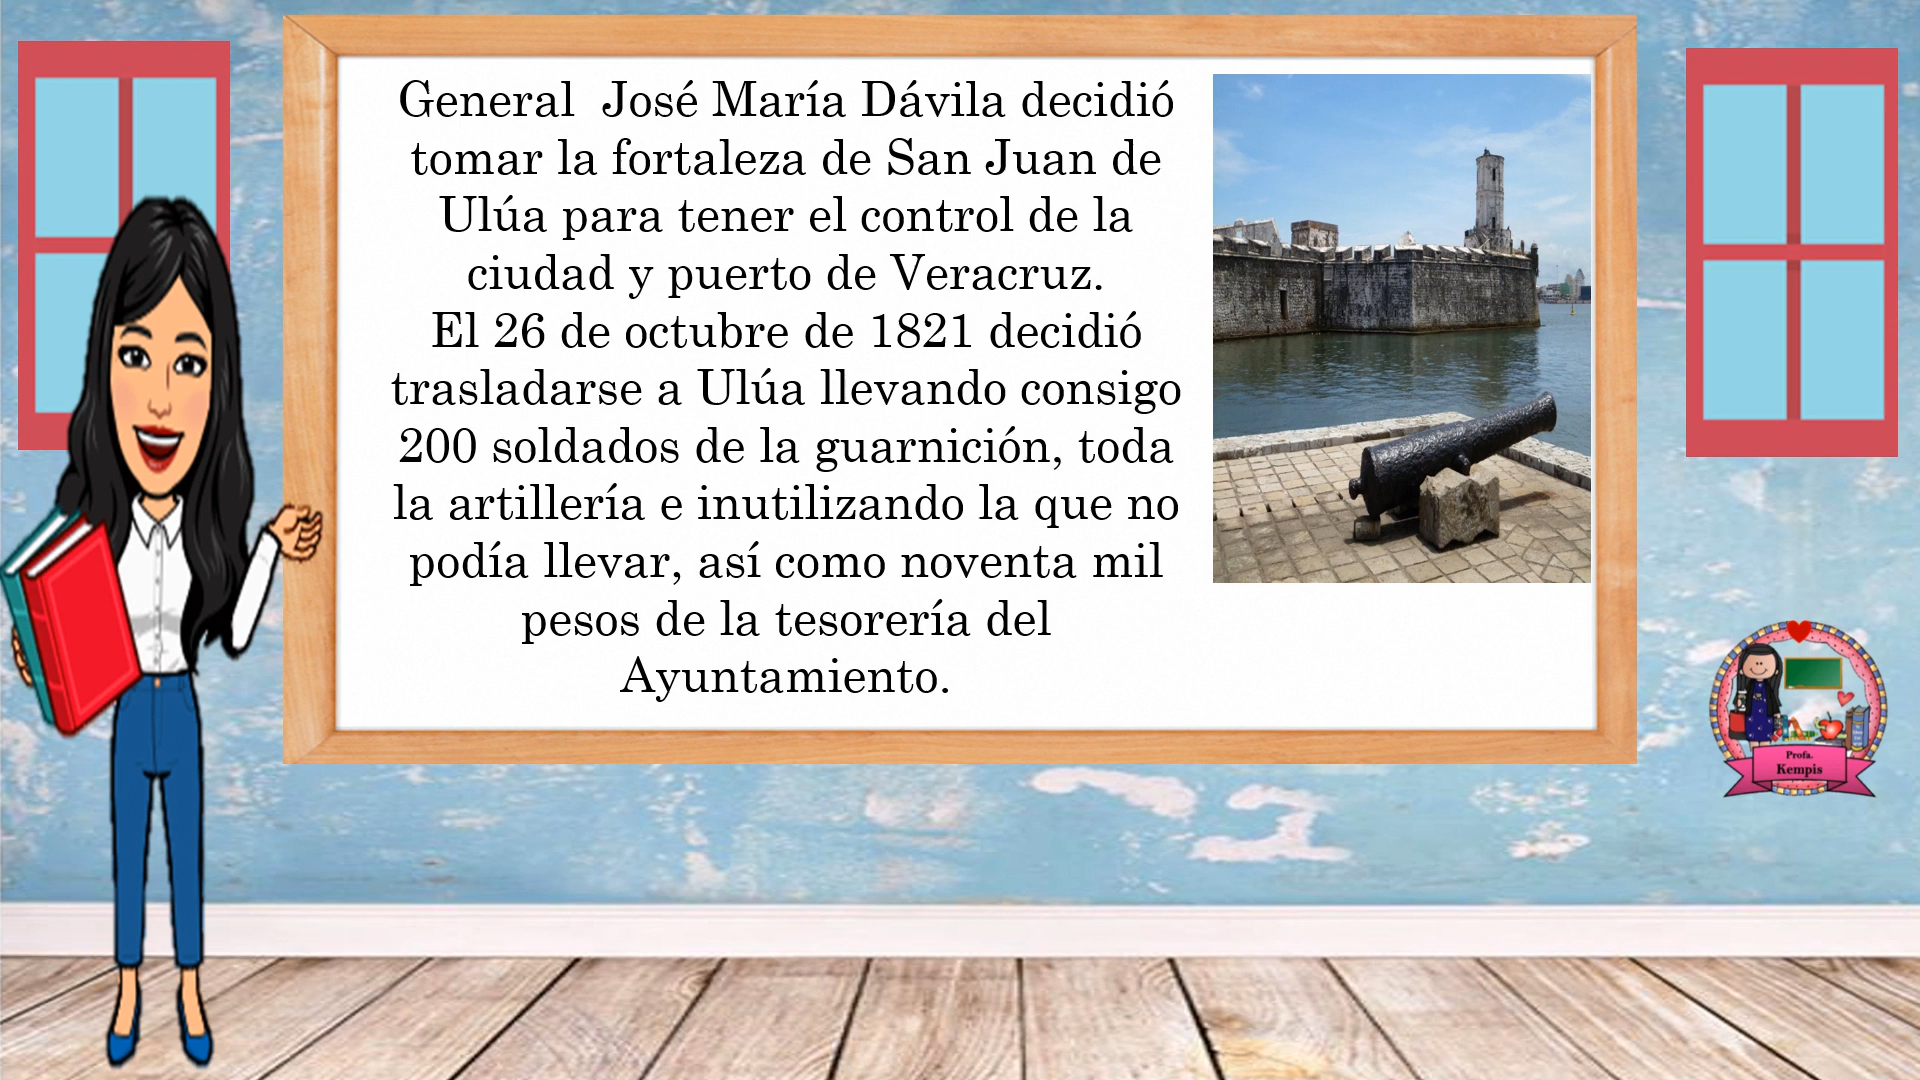 General  José María Dávila decidió
tomar la fortaleza de San Juan de
Ulúa para tener el control de la
ciudad y puerto de Veracruz.
El 26 de octubre de 1821 decidió
trasladarse a Ulúa llevando consigo
200 soldados de la guarnición, toda
la artillería e inutilizando la que no
podía llevar, así como noventa mil
pesos de la tesorería del
Ayuntamiento.
Profa.
Kempis